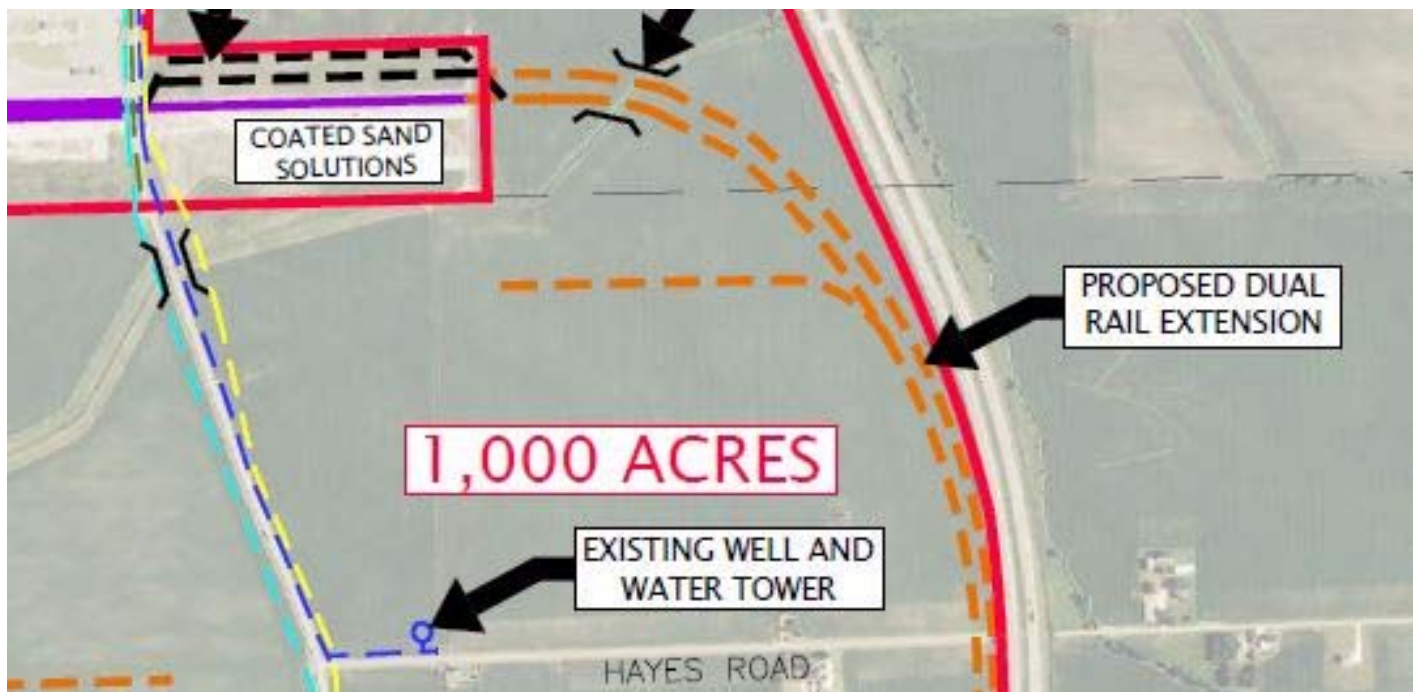 COATED SAND
SOLUTIONS
PROPOSED DUAL
RAIL EXTENSION
1,000 ACRES
EXISTING WELL AND
WATER TOWER
HAYES ROAD